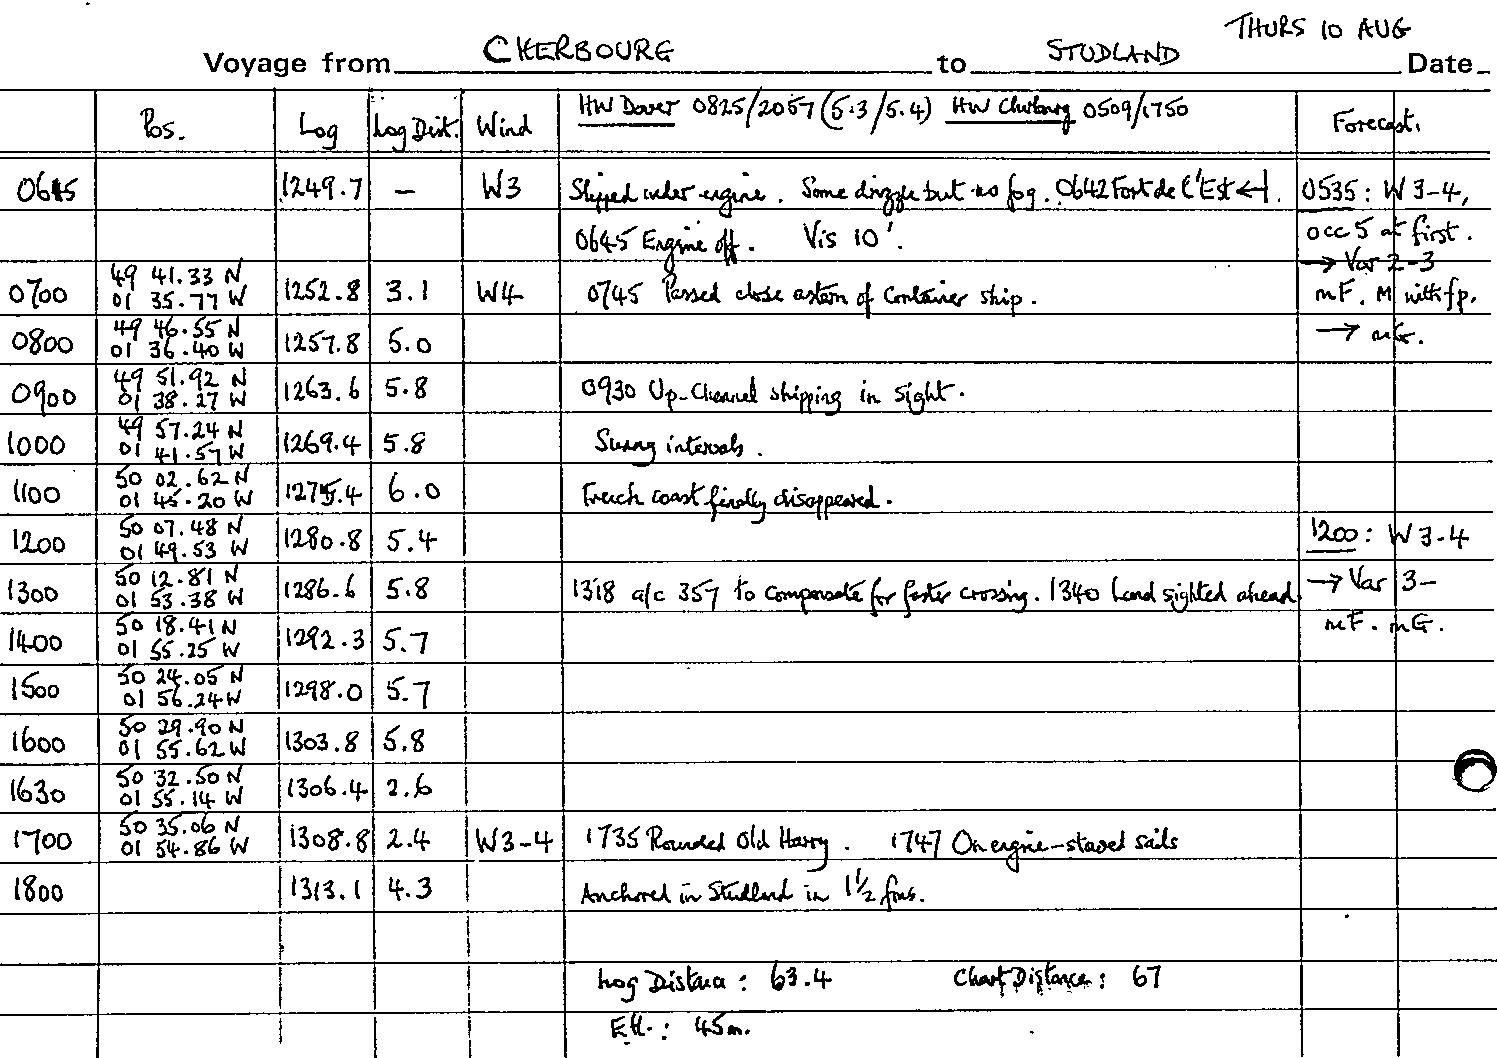 THURS 10 AUG
Voyage from CHERBOURG to STUDLAND Date
Pos. Log Log Dist. Wind HW Dover 0825/2057 (5.3/5.4) HW Cherbourg 0509/1750 Forecast.
0615 1249.7 – W3 Slipped under engine. Some drizzle but no fog. 0642 Fort de l'Est ←|. 0535: W 3-4,
0645 Engine off. Vis 10'. occ 5 at first.
→ Var 2-3
49 41.33 N
0700 01 35.77 W 1252.8 3.1 W4 0745 Passed close astern of Container ship. mF. M with fp.
49 46.55 N → mG.
0800 01 36.40 W 1257.8 5.0
49 51.92 N
0900 01 38.27 W 1263.6 5.8 0930 Up-Channel shipping in sight.
49 57.24 N
1000 01 41.57 W 1269.4 5.8 Sunny intervals.
50 02.62 N
1100 01 45.20 W 1275.4 6.0 French coast finally disappeared.
50 07.48 N
1200 01 49.53 W 1280.8 5.4 1200: W 3-4
50 12.81 N
1300 01 53.38 W 1286.6 5.8 1318 a/c 357 to compensate for faster crossing. 1340 Land sighted ahead → Var 3-
50 18.41 N mF. mG.
1400 01 55.25 W 1292.3 5.7
50 24.05 N
1500 01 56.24 W 1298.0 5.7
50 29.90 N
1600 01 55.62 W 1303.8 5.8
50 32.50 N
1630 01 55.14 W 1306.4 2.6
50 35.06 N
1700 01 54.86 W 1308.8 2.4 W3-4 1735 Rounded Old Harry. 1747 On engine-stowed sails
1800 1313.1 4.3 Anchored in Studland in 1½ fms.
Log Distance: 63.4 Chart Distance: 67
EH.: 45m.